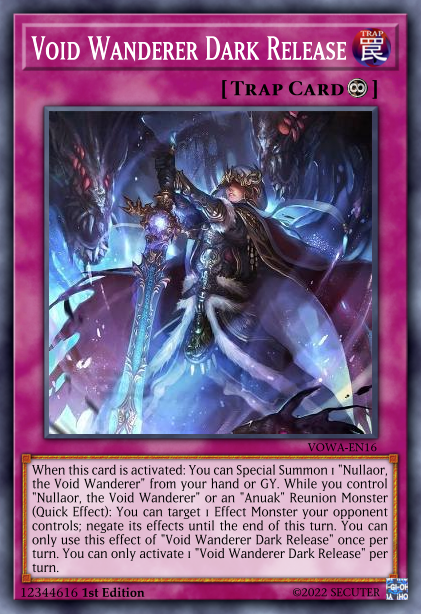 Void Wanderer Dark Release
TRAP
罠
[Trap Card]
VOWA-EN16
When this card is activated: You can Special Summon 1 "Nullaor,
the Void Wanderer" from your hand or GY. While you control
"Nullaor, the Void Wanderer" or an "Anuak" Reunion Monster
(Quick Effect): You can target 1 Effect Monster your opponent
controls; negate its effects until the end of this turn. You can
only use this effect of "Void Wanderer Dark Release" once per
turn. You can only activate 1 "Void Wanderer Dark Release" per
turn.
12344616 1st Edition
©2022 SECUTER